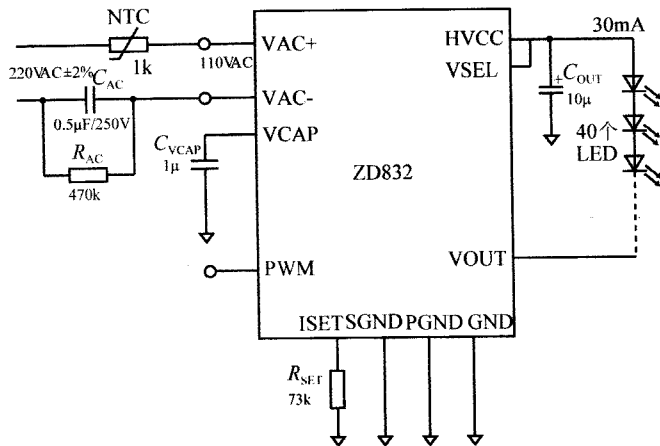 NTC
1k
110VAC
VAC+
220VAC±2%
C_AC
0.5μF/250V
R_AC
470k
VAC-
VCAP
C_VCAP
1μ
ZD832
PWM
ISET
SGND
PGND
GND
R_SET
73k
HVCC
VSEL
30mA
+
C_OUT
10μ
40个
LED
VOUT